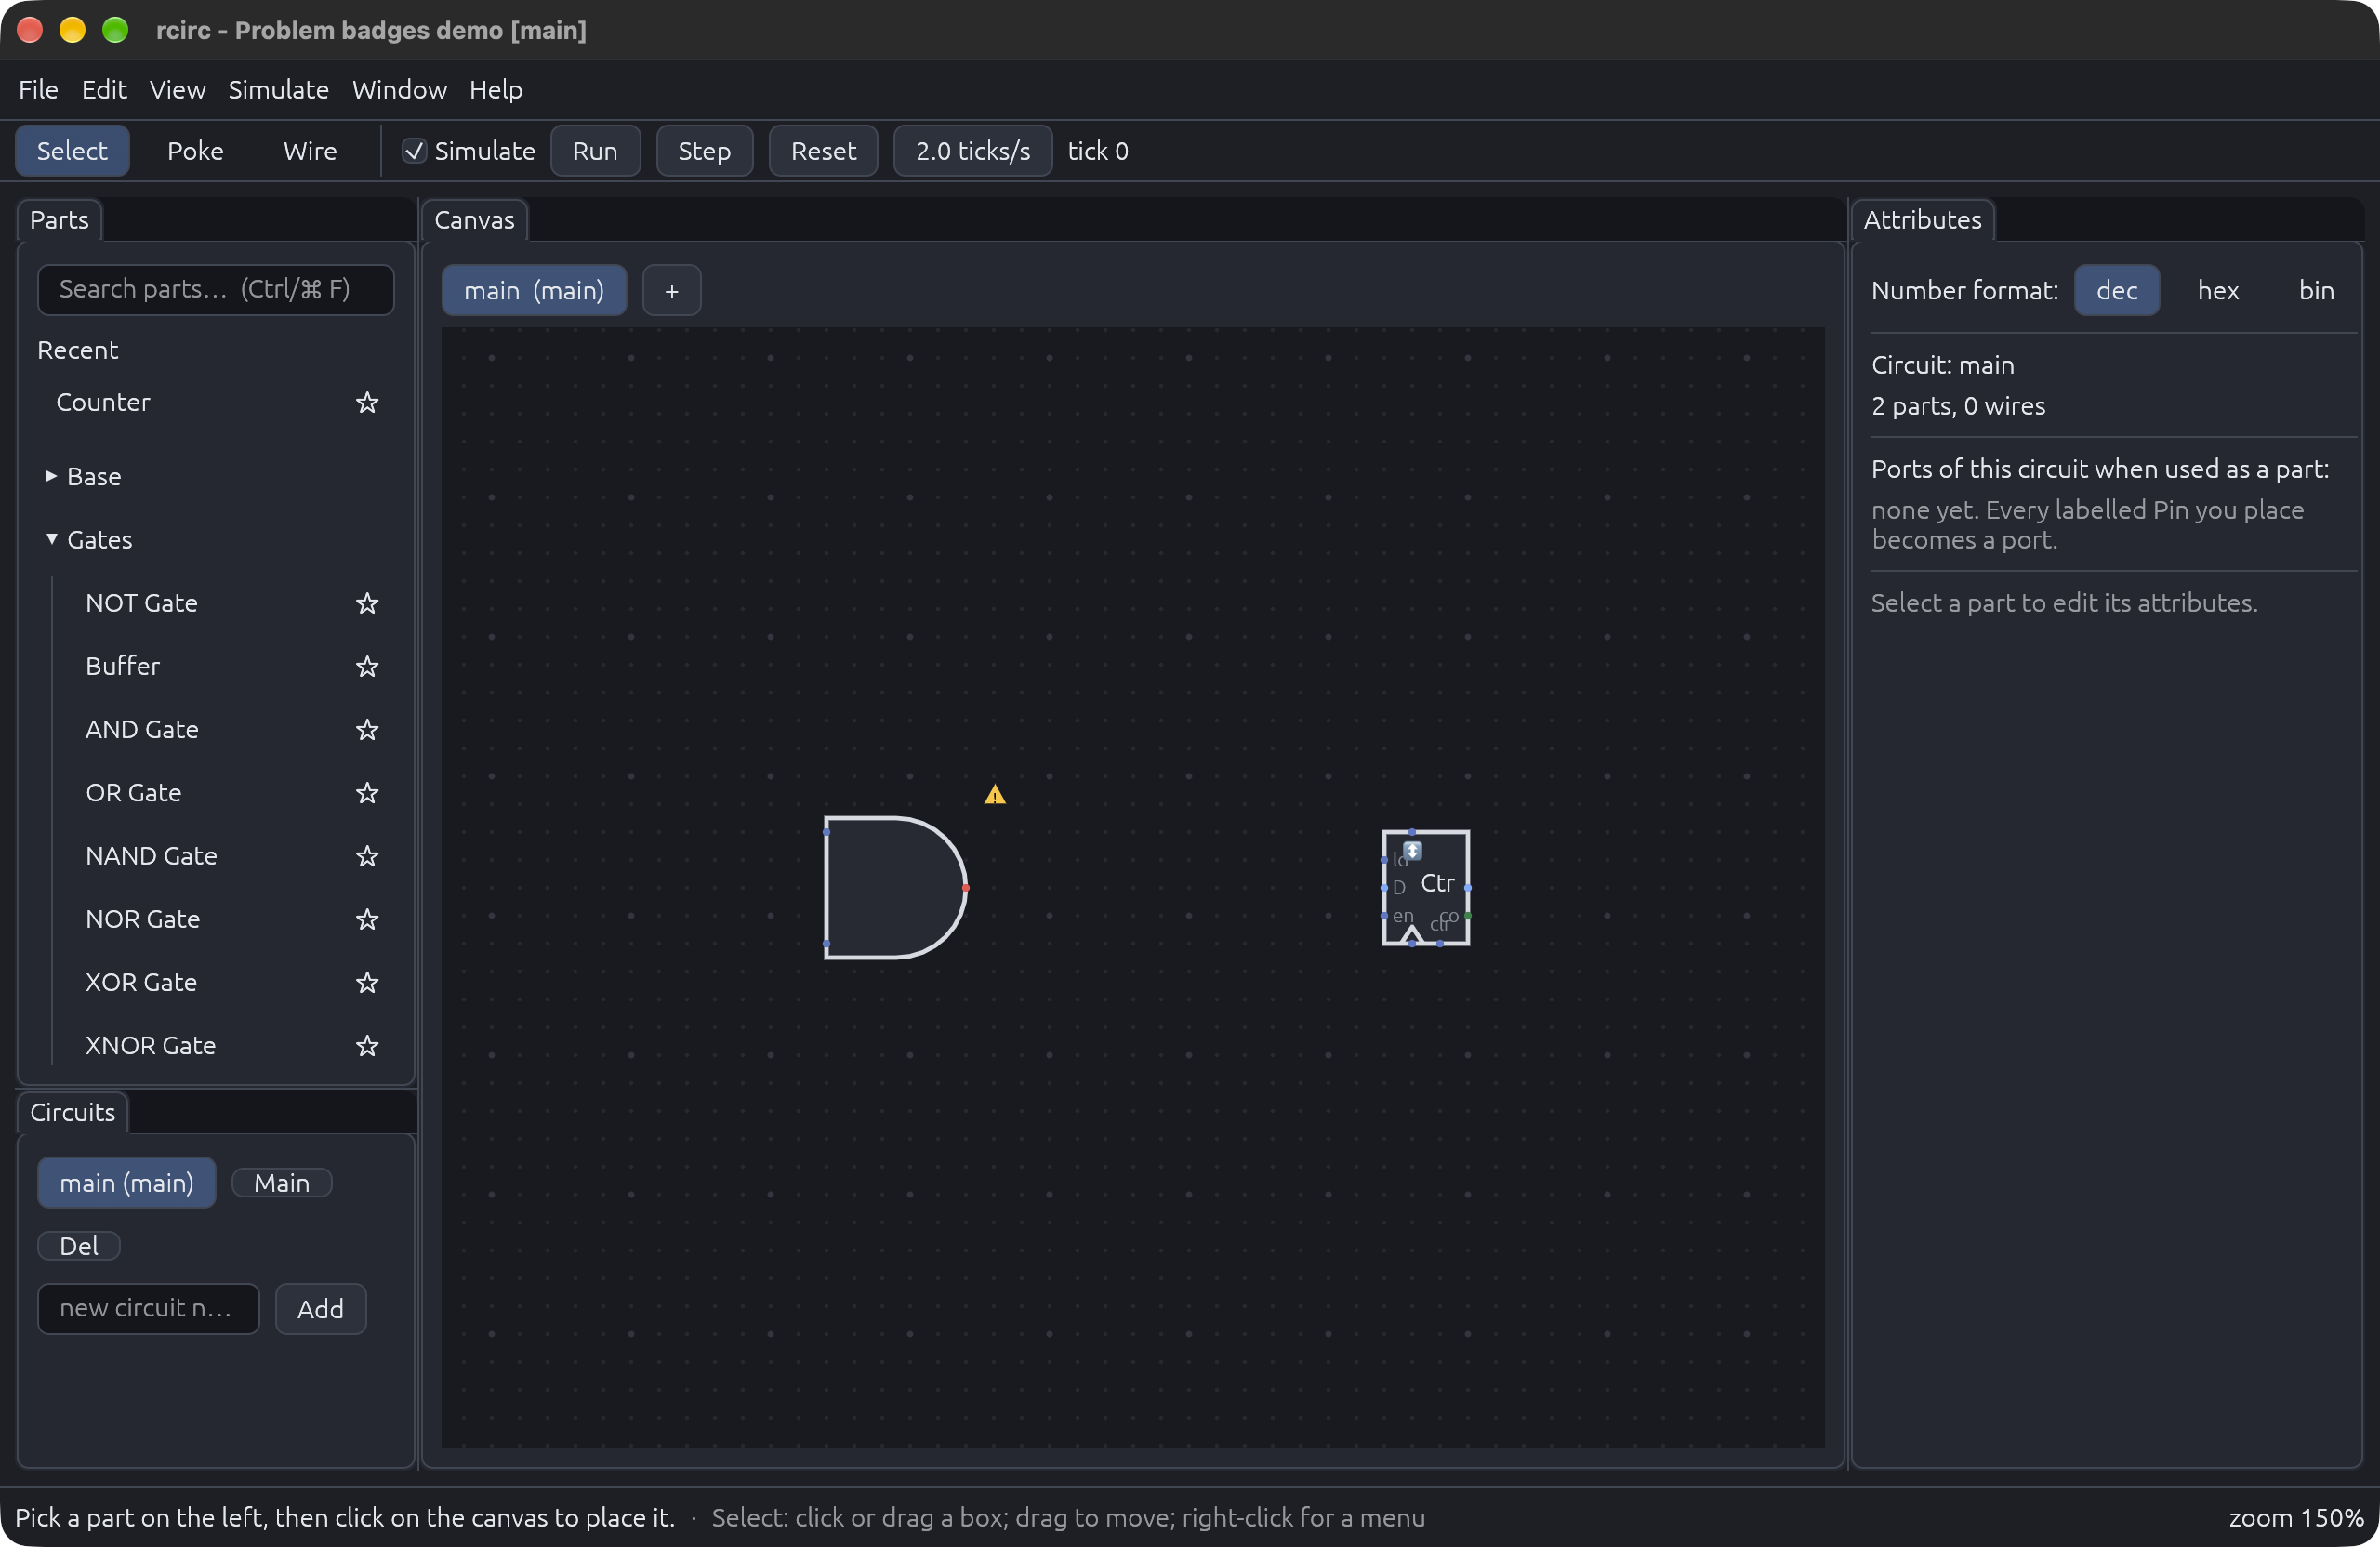 rcirc - Problem badges demo [main]
File Edit View Simulate Window Help
Select Poke Wire Simulate Run Step Reset 2.0 ticks/s tick 0
Parts
Search parts... (Ctrl/⌘ F)
Recent
Counter
Base
Gates
NOT Gate
Buffer
AND Gate
OR Gate
NAND Gate
NOR Gate
XOR Gate
XNOR Gate
Circuits
main (main) Main
Del
new circuit n... Add
Canvas
main (main) +
D
Ctr
en
co
clr
Attributes
Number format: dec hex bin
Circuit: main
2 parts, 0 wires
Ports of this circuit when used as a part:
none yet. Every labelled Pin you place
becomes a port.
Select a part to edit its attributes.
Pick a part on the left, then click on the canvas to place it. · Select: click or drag a box; drag to move; right-click for a menu
zoom 150%